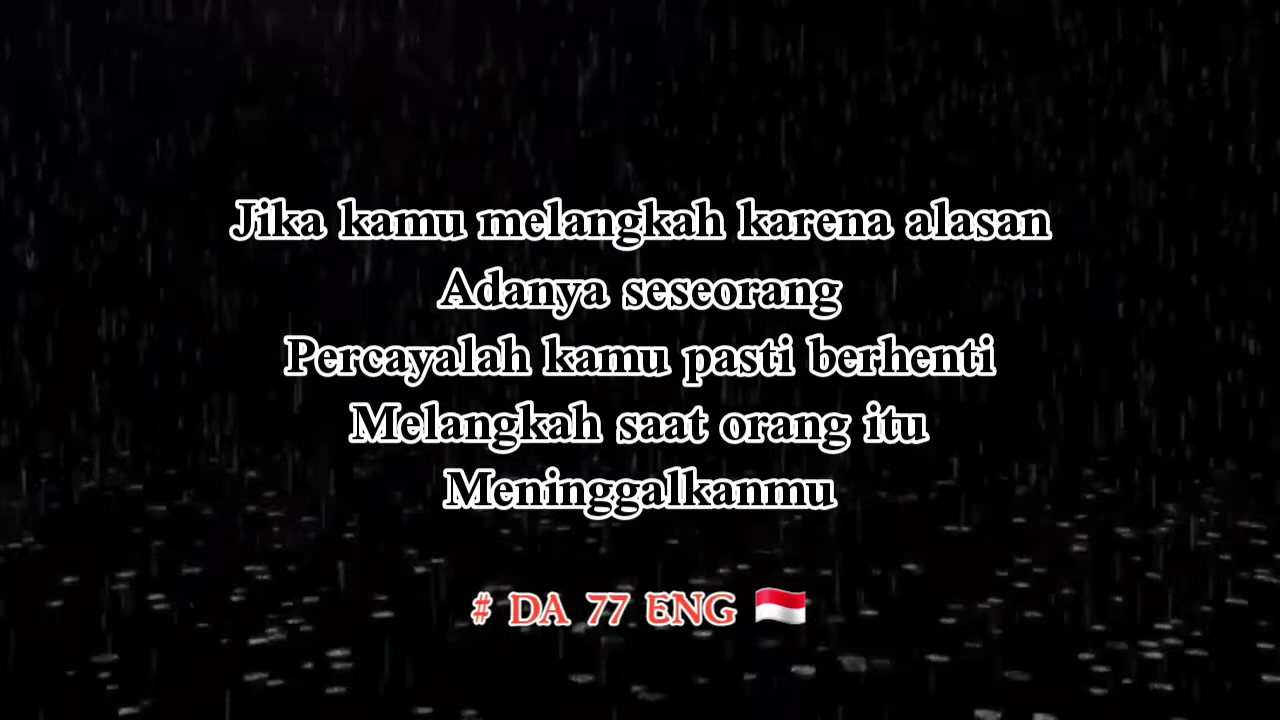 Jika kamu melangkah karena alasan
Adanya seseorang
Percayalah kamu pasti berhenti
Melangkah saat orang itu
Meninggalkanmu
# DA 77 ENG 🇮🇩